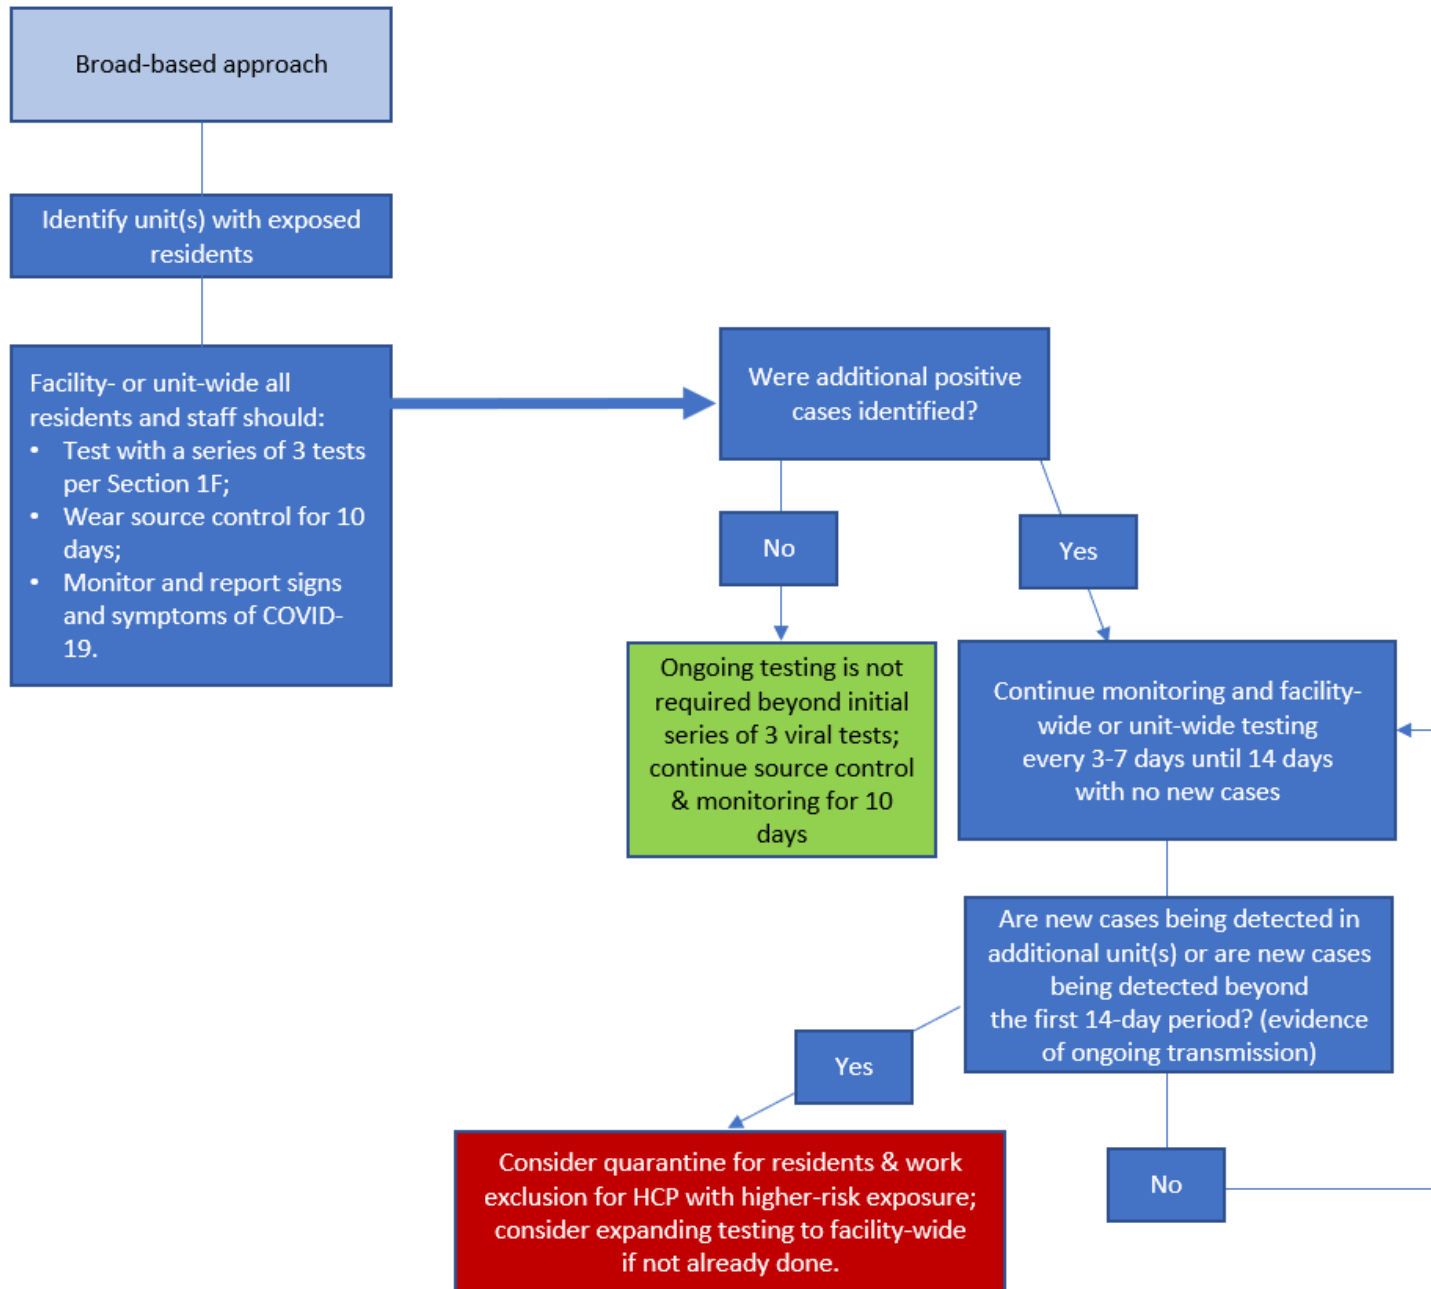 Broad-based approach
Identify unit(s) with exposed
residents
Facility- or unit-wide all
residents and staff should:
• Test with a series of 3 tests
per Section 1F;
• Wear source control for 10
days;
• Monitor and report signs
and symptoms of COVID-
19.
Were additional positive
cases identified?
No
Yes
Ongoing testing is not
required beyond initial
series of 3 viral tests;
continue source control
& monitoring for 10
days
Continue monitoring and facility-
wide or unit-wide testing
every 3-7 days until 14 days
with no new cases
Are new cases being detected in
additional unit(s) or are new cases
being detected beyond
the first 14-day period? (evidence
of ongoing transmission)
Yes
No
Consider quarantine for residents & work
exclusion for HCP with higher-risk exposure;
consider expanding testing to facility-wide
if not already done.